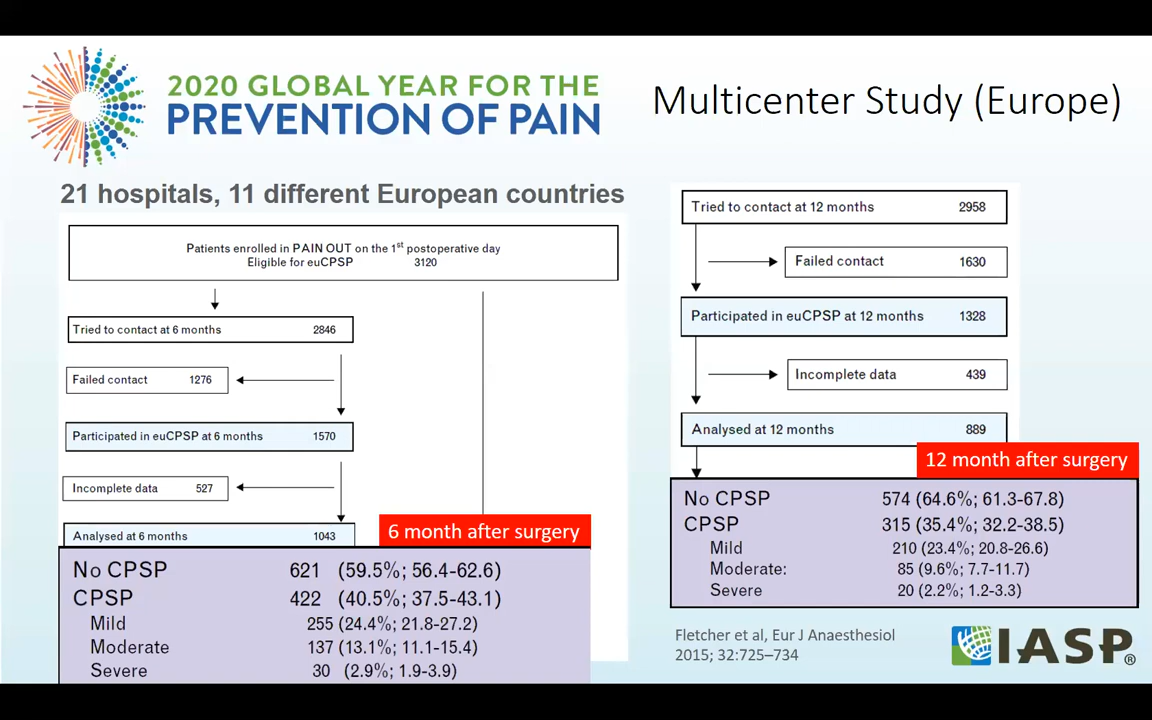 2020 GLOBAL YEAR FOR THE
PREVENTION OF PAIN
Multicenter Study (Europe)
21 hospitals, 11 different European countries
Patients enrolled in PAIN OUT on the 1st postoperative day
Eligible for euCPSP 3120
Tried to contact at 6 months 2846
Failed contact 1276
Participated in euCPSP at 6 months 1570
Incomplete data 527
Analysed at 6 months 1043
6 month after surgery
No CPSP 621 (59.5%; 56.4-62.6)
CPSP 422 (40.5%; 37.5-43.1)
Mild 255 (24.4%; 21.8-27.2)
Moderate 137 (13.1%; 11.1-15.4)
Severe 30 (2.9%; 1.9-3.9)
Tried to contact at 12 months 2958
Failed contact 1630
Participated in euCPSP at 12 months 1328
Incomplete data 439
Analysed at 12 months 889
12 month after surgery
No CPSP 574 (64.6%; 61.3-67.8)
CPSP 315 (35.4%; 32.2-38.5)
Mild 210 (23.4%; 20.8-26.6)
Moderate: 85 (9.6%; 7.7-11.7)
Severe 20 (2.2%; 1.2-3.3)
Fletcher et al, Eur J Anaesthesiol
2015; 32:725–734
IASP®